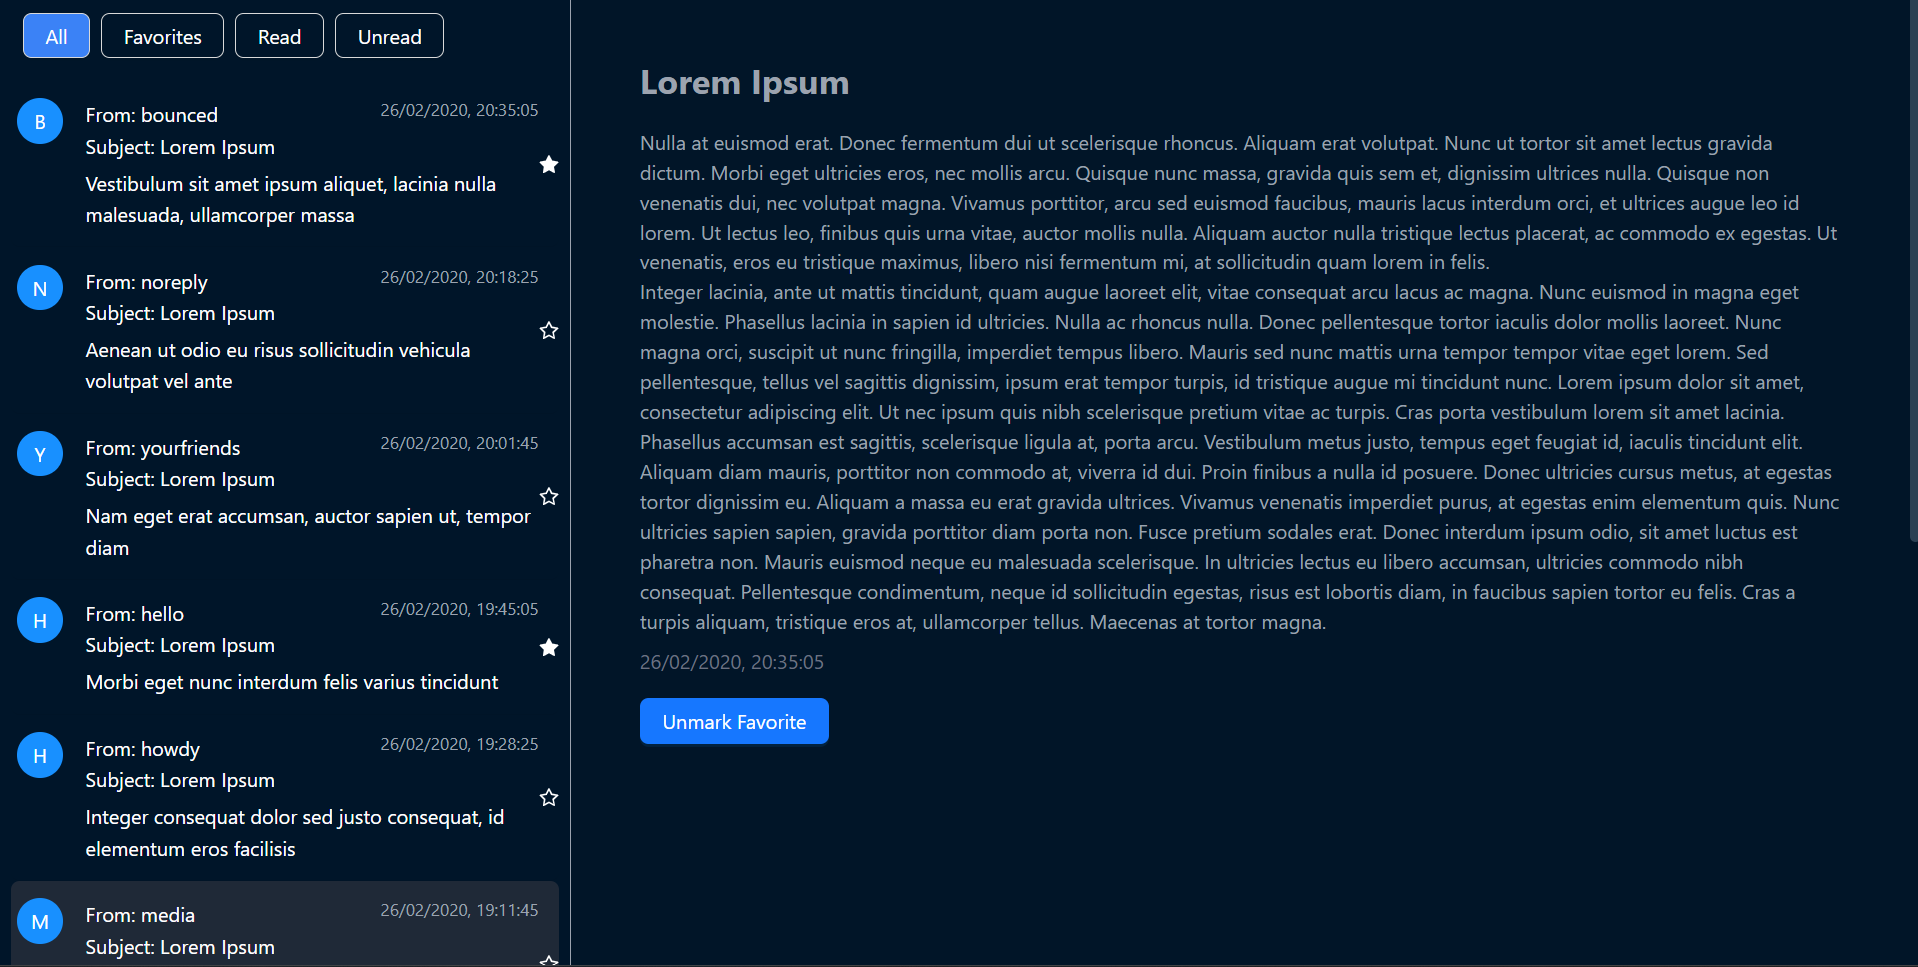 All
Favorites
Read
Unread
B
From: bounced
26/02/2020, 20:35:05
Subject: Lorem Ipsum
Vestibulum sit amet ipsum aliquet, lacinia nulla
malesuada, ullamcorper massa
N
From: noreply
26/02/2020, 20:18:25
Subject: Lorem Ipsum
Aenean ut odio eu risus sollicitudin vehicula
volutpat vel ante
Y
From: yourfriends
26/02/2020, 20:01:45
Subject: Lorem Ipsum
Nam eget erat accumsan, auctor sapien ut, tempor
diam
H
From: hello
26/02/2020, 19:45:05
Subject: Lorem Ipsum
Morbi eget nunc interdum felis varius tincidunt
H
From: howdy
26/02/2020, 19:28:25
Subject: Lorem Ipsum
Integer consequat dolor sed justo consequat, id
elementum eros facilisis
M
From: media
26/02/2020, 19:11:45
Subject: Lorem Ipsum
Lorem Ipsum
Nulla at euismod erat. Donec fermentum dui ut scelerisque rhoncus. Aliquam erat volutpat. Nunc ut tortor sit amet lectus gravida
dictum. Morbi eget ultricies eros, nec mollis arcu. Quisque nunc massa, gravida quis sem et, dignissim ultrices nulla. Quisque non
venenatis dui, nec volutpat magna. Vivamus porttitor, arcu sed euismod faucibus, mauris lacus interdum orci, et ultrices augue leo id
lorem. Ut lectus leo, finibus quis urna vitae, auctor mollis nulla. Aliquam auctor nulla tristique lectus placerat, ac commodo ex egestas. Ut
venenatis, eros eu tristique maximus, libero nisi fermentum mi, at sollicitudin quam lorem in felis.
Integer lacinia, ante ut mattis tincidunt, quam augue laoreet elit, vitae consequat arcu lacus ac magna. Nunc euismod in magna eget
molestie. Phasellus lacinia in sapien id ultricies. Nulla ac rhoncus nulla. Donec pellentesque tortor iaculis dolor mollis laoreet. Nunc
magna orci, suscipit ut nunc fringilla, imperdiet tempus libero. Mauris sed nunc mattis urna tempor tempor vitae eget lorem. Sed
pellentesque, tellus vel sagittis dignissim, ipsum erat tempor turpis, id tristique augue mi tincidunt nunc. Lorem ipsum dolor sit amet,
consectetur adipiscing elit. Ut nec ipsum quis nibh scelerisque pretium vitae ac turpis. Cras porta vestibulum lorem sit amet lacinia.
Phasellus accumsan est sagittis, scelerisque ligula at, porta arcu. Vestibulum metus justo, tempus eget feugiat id, iaculis tincidunt elit.
Aliquam diam mauris, porttitor non commodo at, viverra id dui. Proin finibus a nulla id posuere. Donec ultricies cursus metus, at egestas
tortor dignissim eu. Aliquam a massa eu erat gravida ultrices. Vivamus venenatis imperdiet purus, at egestas enim elementum quis. Nunc
ultricies sapien sapien, gravida porttitor diam porta non. Fusce pretium sodales erat. Donec interdum ipsum odio, sit amet luctus est
pharetra non. Mauris euismod neque eu malesuada scelerisque. In ultricies lectus eu libero accumsan, ultricies commodo nibh
consequat. Pellentesque condimentum, neque id sollicitudin egestas, risus est lobortis diam, in faucibus sapien tortor eu felis. Cras a
turpis aliquam, tristique eros at, ullamcorper tellus. Maecenas at tortor magna.
26/02/2020, 20:35:05
Unmark Favorite